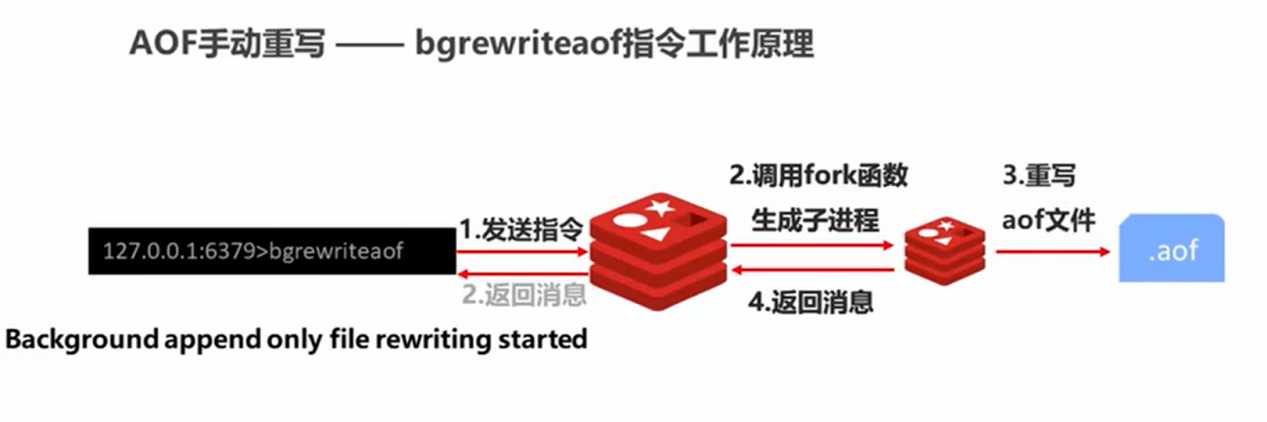 AOF手动重写 —— bgrewriteaof指令工作原理
127.0.0.1:6379>bgrewriteaof
1.发送指令
2.返回消息
Background append only file rewriting started
2.调用fork函数
生成子进程
4.返回消息
3.重写
aof文件
.aof